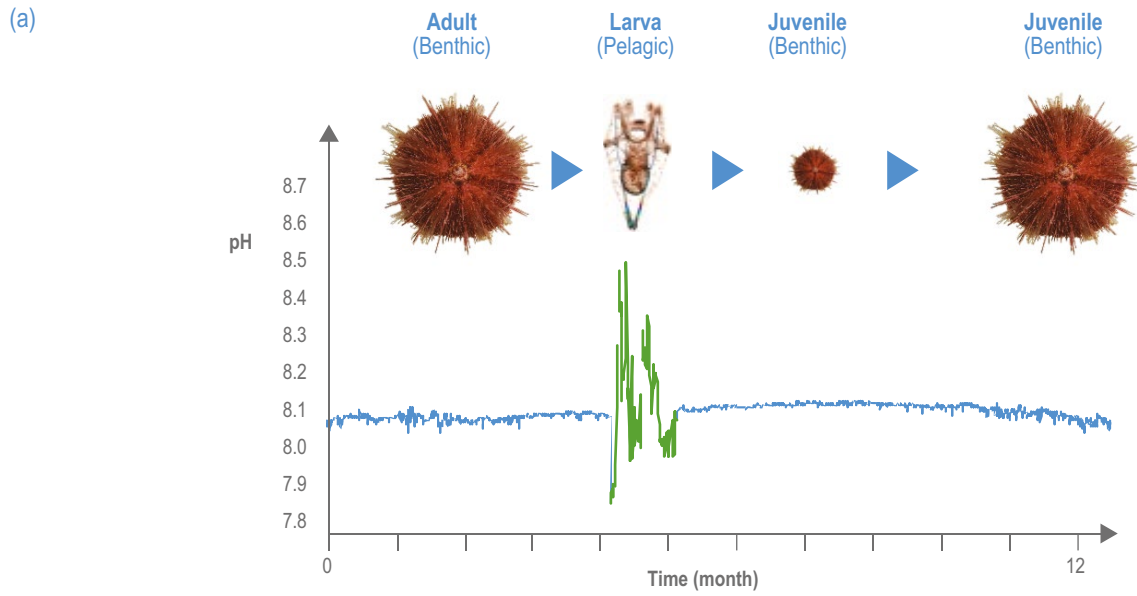 (a)
Adult
(Benthic)
Larva
(Pelagic)
Juvenile
(Benthic)
Juvenile
(Benthic)
pH
8.7
8.6
8.5
8.4
8.3
8.2
8.1
8.0
7.9
7.8
0
12
Time (month)